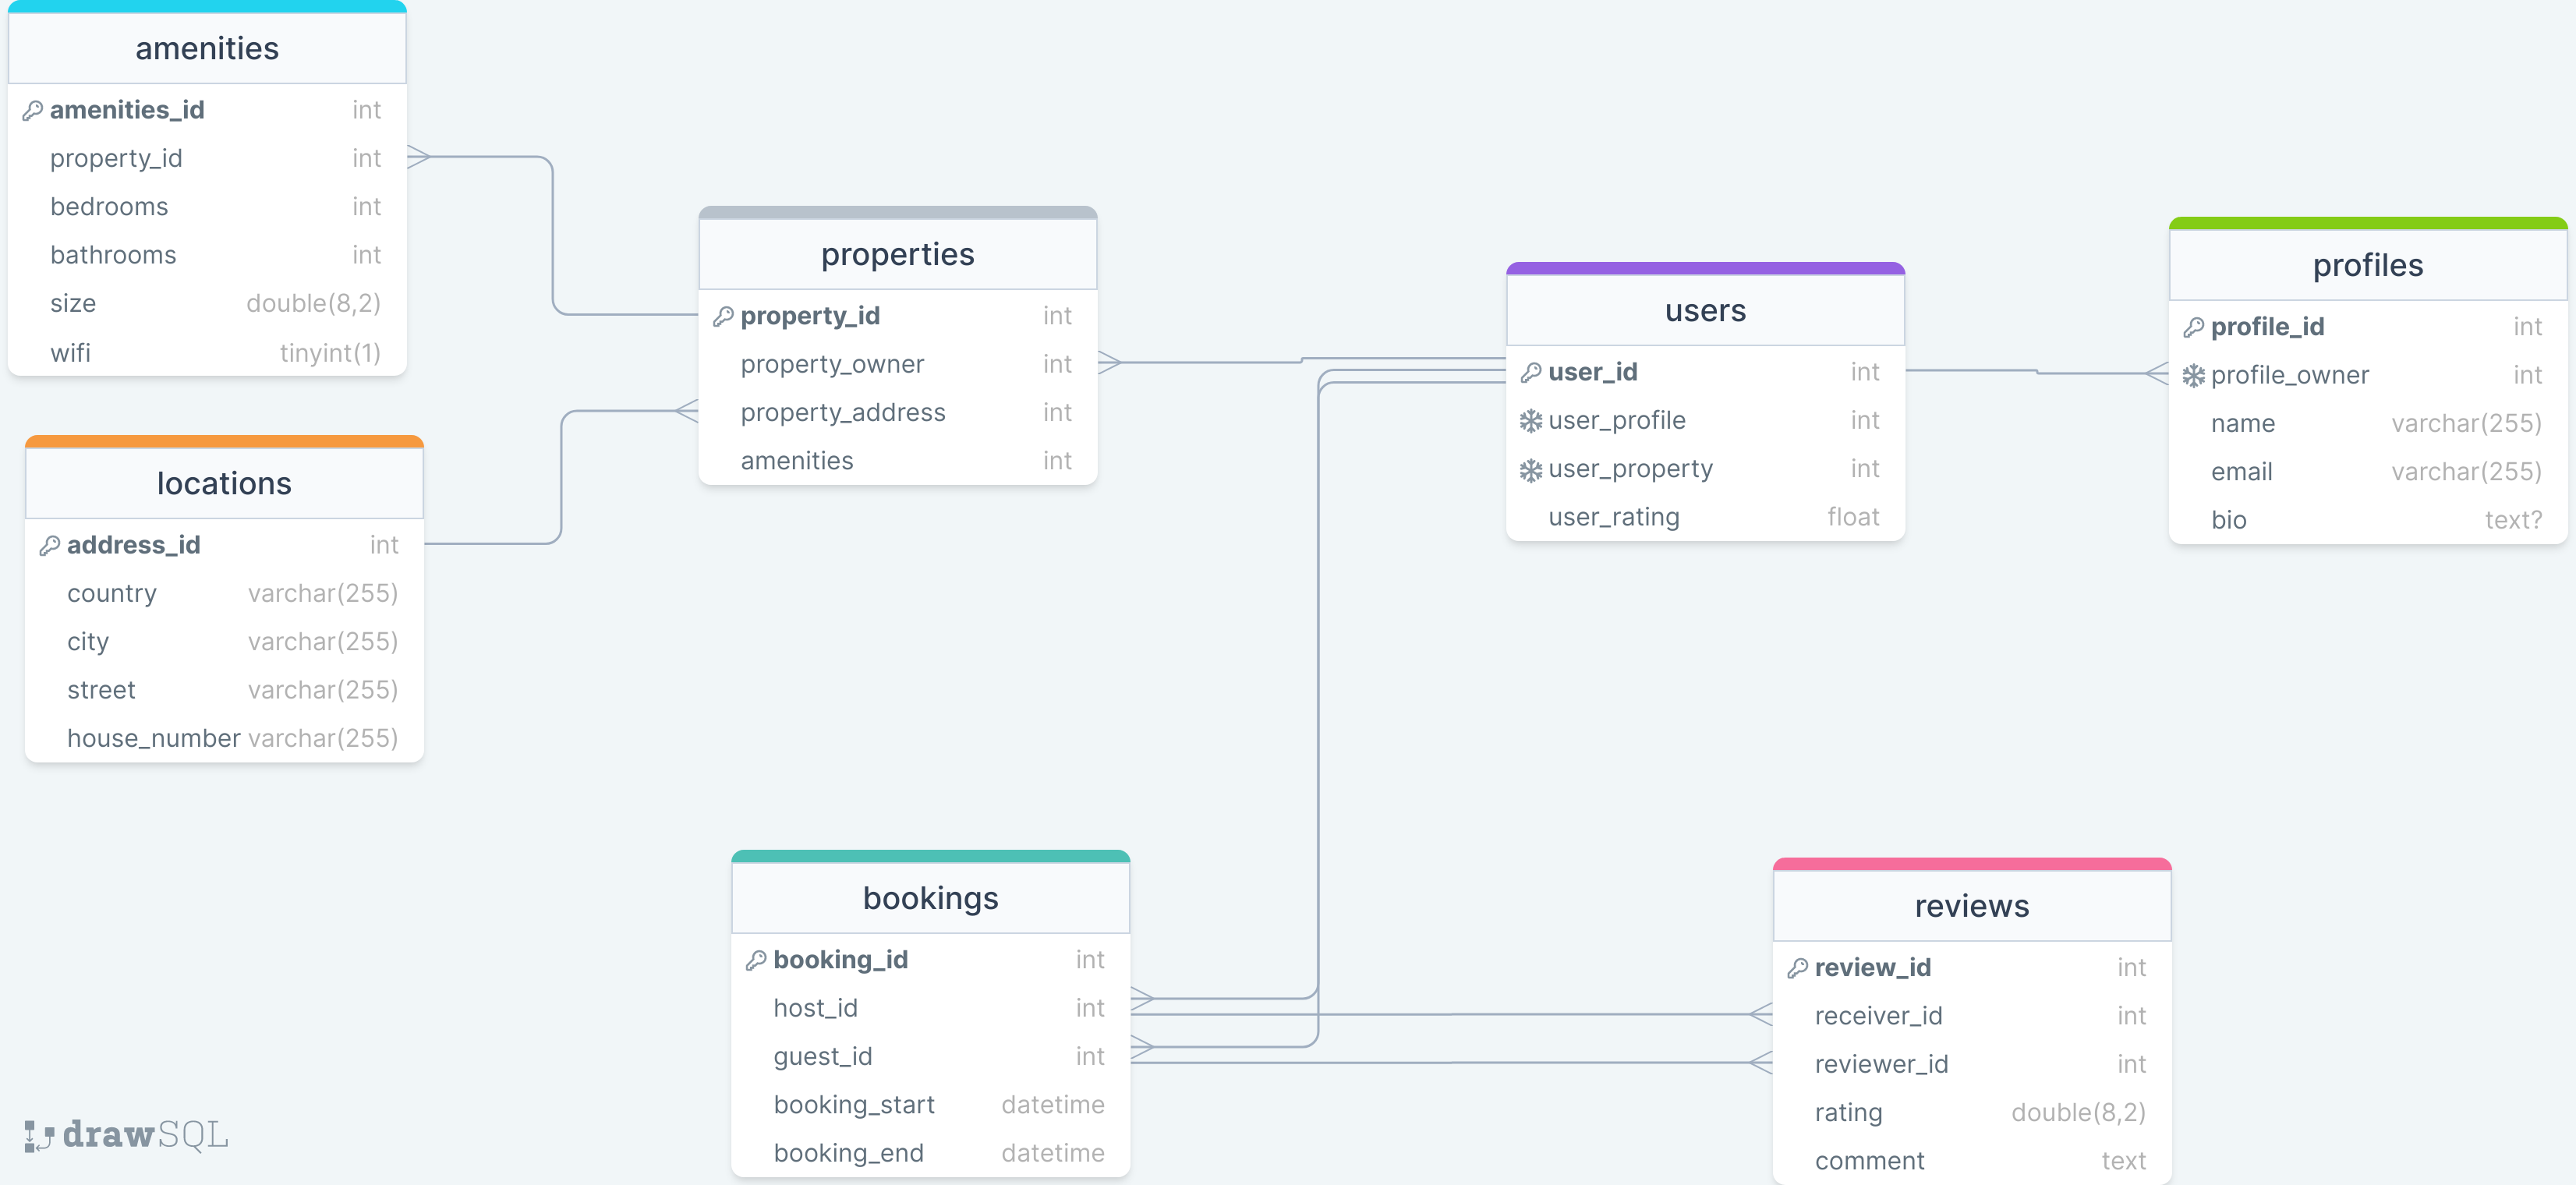 amenities
amenities_id int
property_id int
bedrooms int
bathrooms int
size double(8,2)
wifi tinyint(1)
locations
address_id int
country varchar(255)
city varchar(255)
street varchar(255)
house_number varchar(255)
properties
property_id int
property_owner int
property_address int
amenities int
users
user_id int
user_profile int
user_property int
user_rating float
profiles
profile_id int
profile_owner int
name varchar(255)
email varchar(255)
bio text?
bookings
booking_id int
host_id int
guest_id int
booking_start datetime
booking_end datetime
reviews
review_id int
receiver_id int
reviewer_id int
rating double(8,2)
comment text
drawSQL